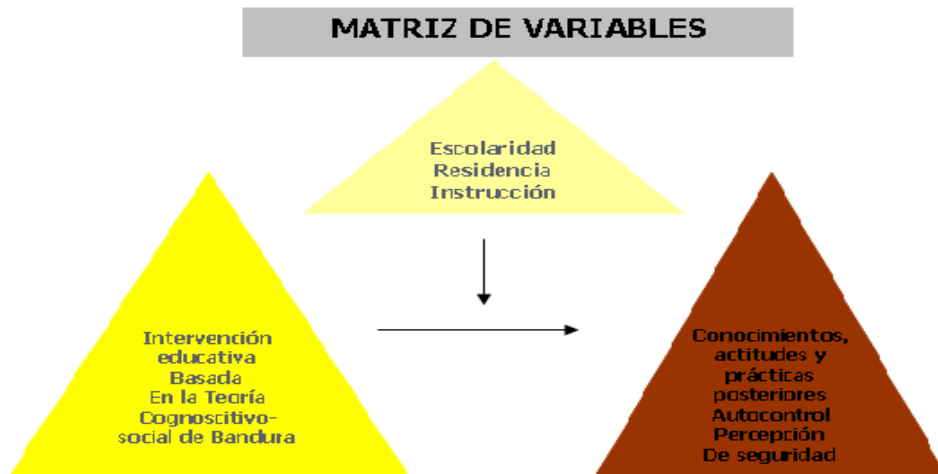 MATRIZ DE VARIABLES
Escolaridad
Residencia
Instrucción
Intervención
educativa
Basada
En la Teoría
Cognoscitivo-
social de Bandura
Conocimientos,
actitudes y
prácticas
posteriores
Autocontrol
Percepción
De seguridad